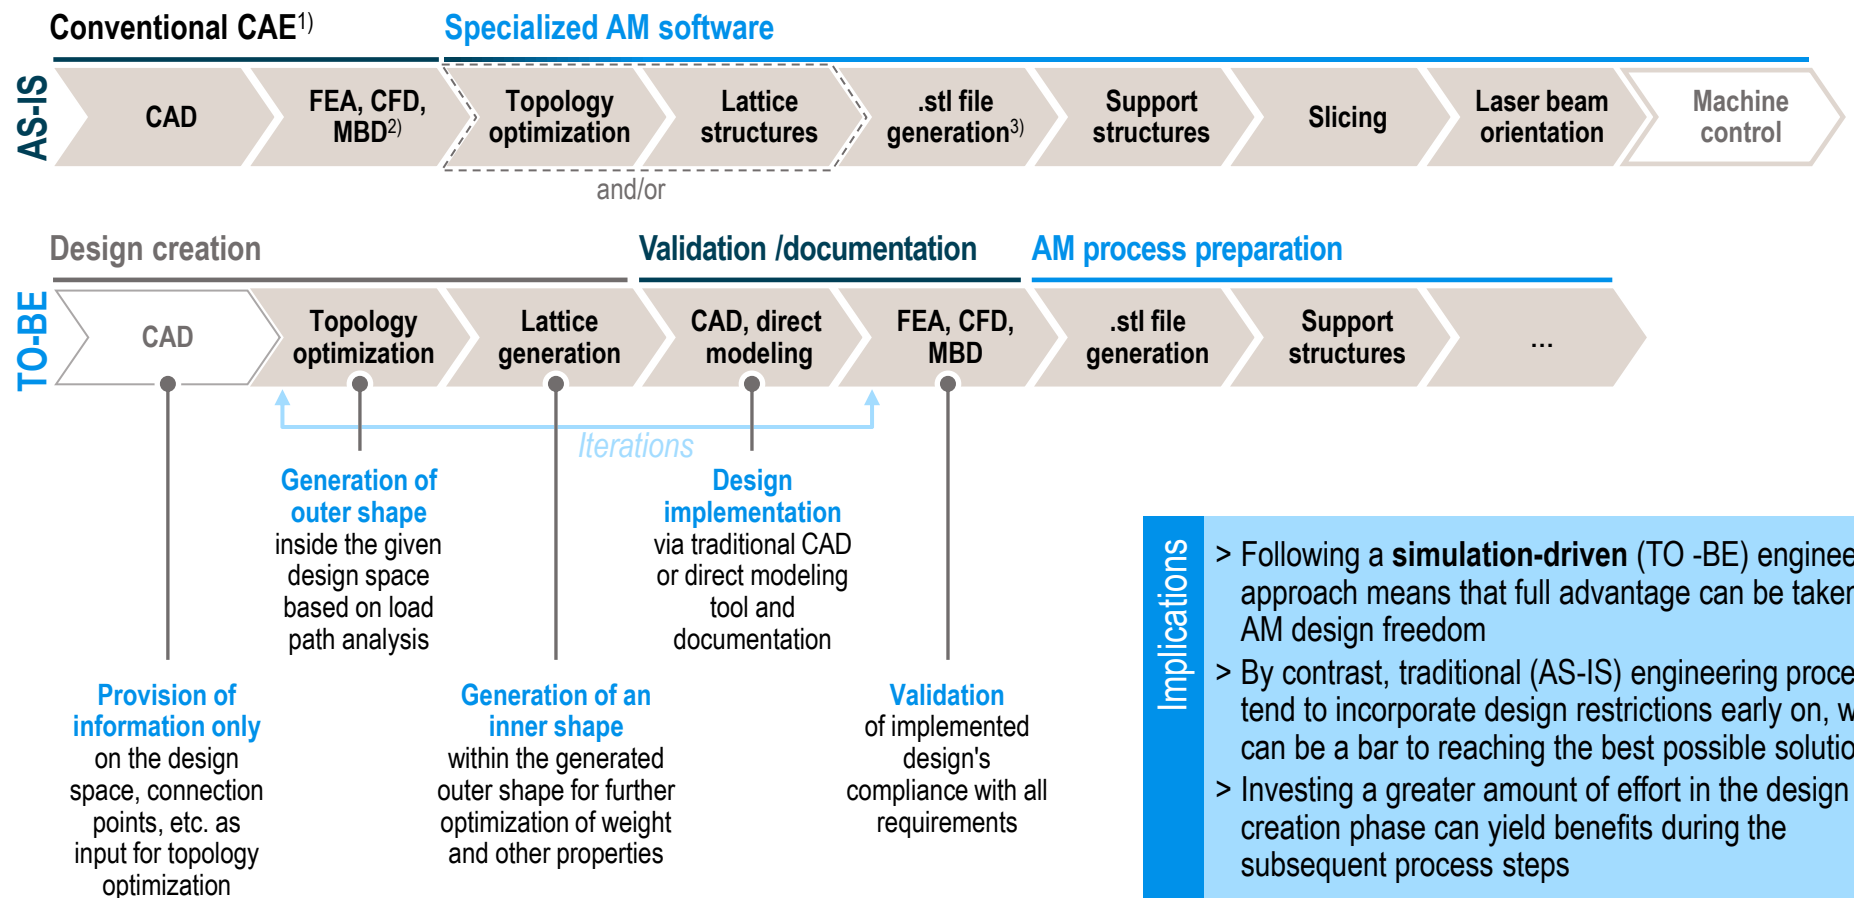 Conventional CAE1)
Specialized AM software
AS-IS
CAD
FEA, CFD,
MBD2)
Topology
optimization
Lattice
structures
.stl file
generation3)
Support
structures
Slicing
Laser beam
orientation
Machine
control
and/or
Design creation
Validation /documentation
AM process preparation
TO-BE
CAD
Topology
optimization
Lattice
generation
CAD, direct
modeling
FEA, CFD,
MBD
.stl file
generation
Support
structures
...
Iterations
Generation of
outer shape
inside the given
design space
based on load
path analysis
Design
implementation
via traditional CAD
or direct modeling
tool and
documentation
Provision of
information only
on the design
space, connection
points, etc. as
input for topology
optimization
Generation of an
inner shape
within the generated
outer shape for further
optimization of weight
and other properties
Validation
of implemented
design's
compliance with all
requirements
Implications
> Following a simulation-driven (TO -BE)
approach means that full advantage can be
AM design freedom
> By contrast, traditional (AS-IS) engineering
tend to incorporate design restrictions early on,
can be a bar to reaching the best possible
> Investing a greater amount of effort in the design
creation phase can yield benefits during the
subsequent process steps